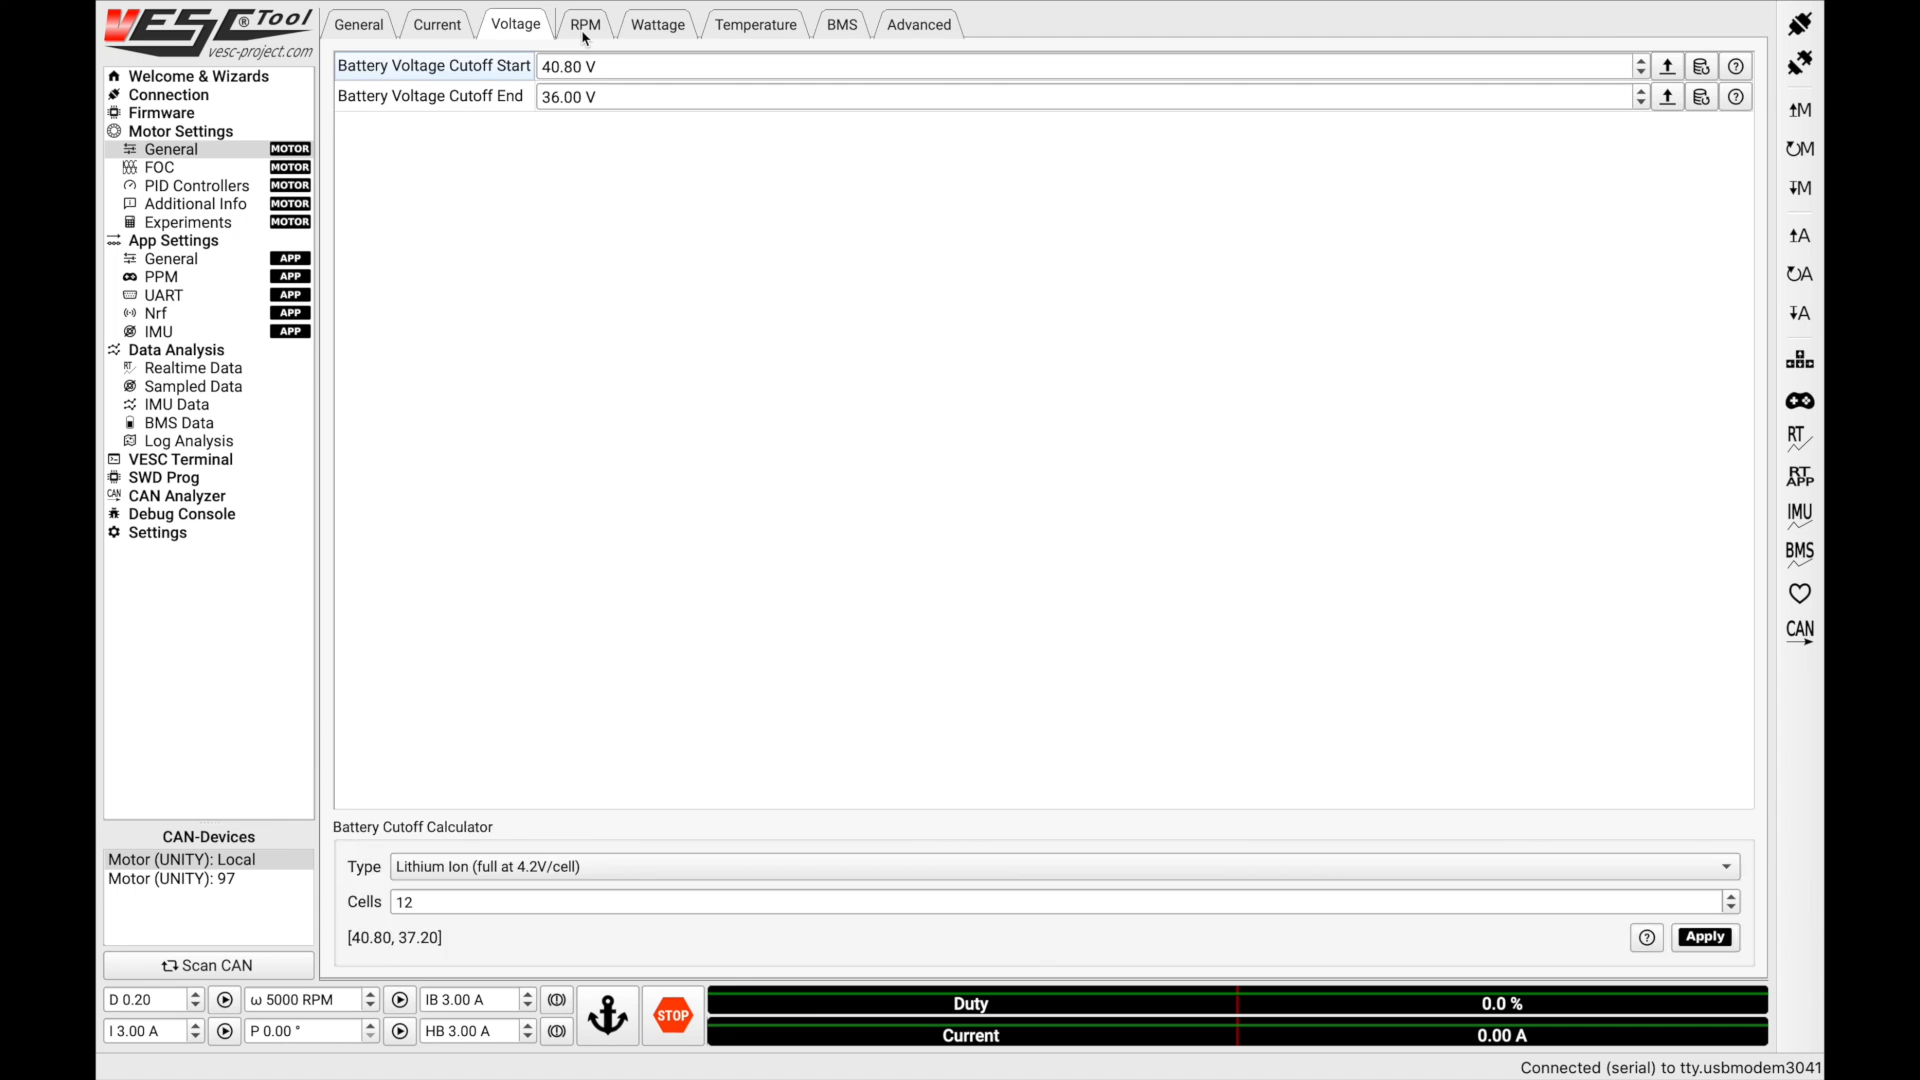 VESC® Tool
vesc-project.com
General Current Voltage RPM Wattage Temperature BMS Advanced
Battery Voltage Cutoff Start 40.80 V
Battery Voltage Cutoff End 36.00 V
Welcome & Wizards
Connection
Firmware
Motor Settings
General MOTOR
FOC MOTOR
PID Controllers MOTOR
Additional Info MOTOR
Experiments MOTOR
App Settings
General APP
PPM APP
UART APP
Nrf APP
IMU APP
Data Analysis
RT Realtime Data
Sampled Data
IMU Data
BMS Data
Log Analysis
VESC Terminal
SWD Prog
CAN CAN Analyzer
Debug Console
Settings
CAN-Devices
Motor (UNITY): Local
Motor (UNITY): 97
Scan CAN
Battery Cutoff Calculator
Type Lithium Ion (full at 4.2V/cell)
Cells 12
[40.80, 37.20]
Apply
D 0.20 ω 5000 RPM IB 3.00 A
I 3.00 A P 0.00 ° HB 3.00 A
STOP
Duty 0.0 %
Current 0.00 A
M
M
M
A
A
A
RT
RT
APP
IMU
BMS
CAN
Connected (serial) to tty.usbmodem3041